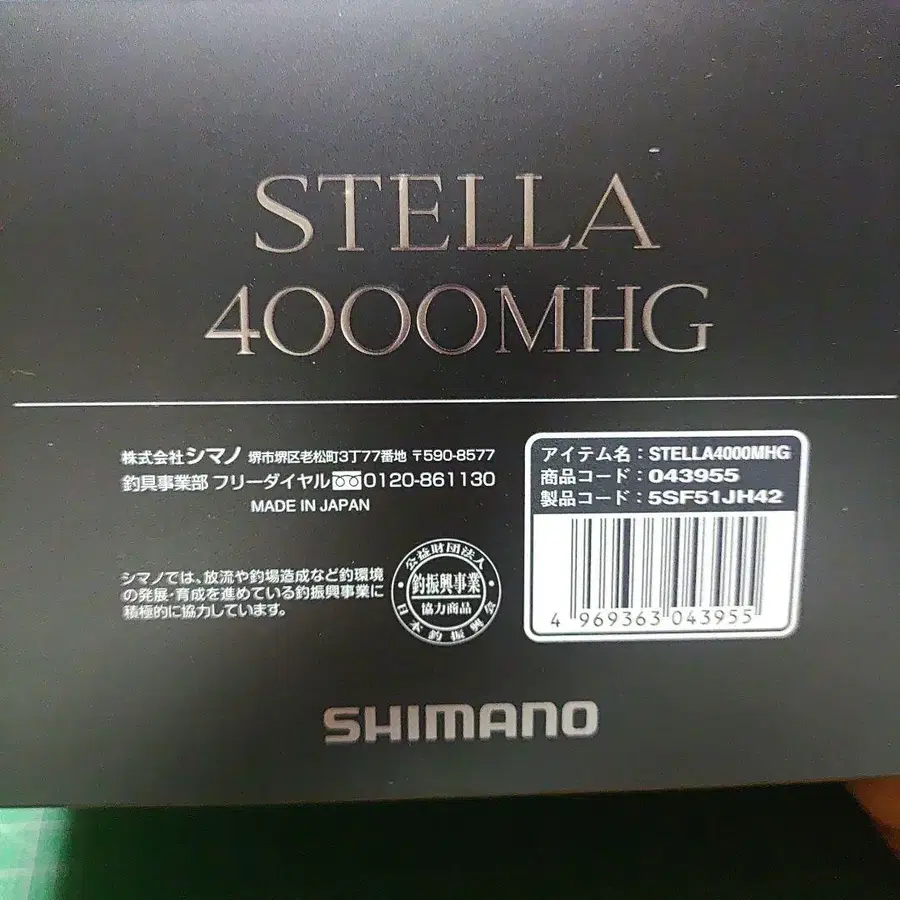 STELLA
4000MHG
株式会社シマノ 堺市堺区老松町3丁77番地 〒590-8577
釣具事業部 フリーダイヤル 0120-861130
MADE IN JAPAN
アイテム名：STELLA4000MHG
商品コード：043955
製品コード：5SF51JH42
4 969363 043955
シマノでは、放流や釣場造成など釣環境
の発展・育成を進めている釣振興事業に
積極的に協力しています。
公益財団法人
釣振興事業
協力商品
日本釣振興会
SHIMANO